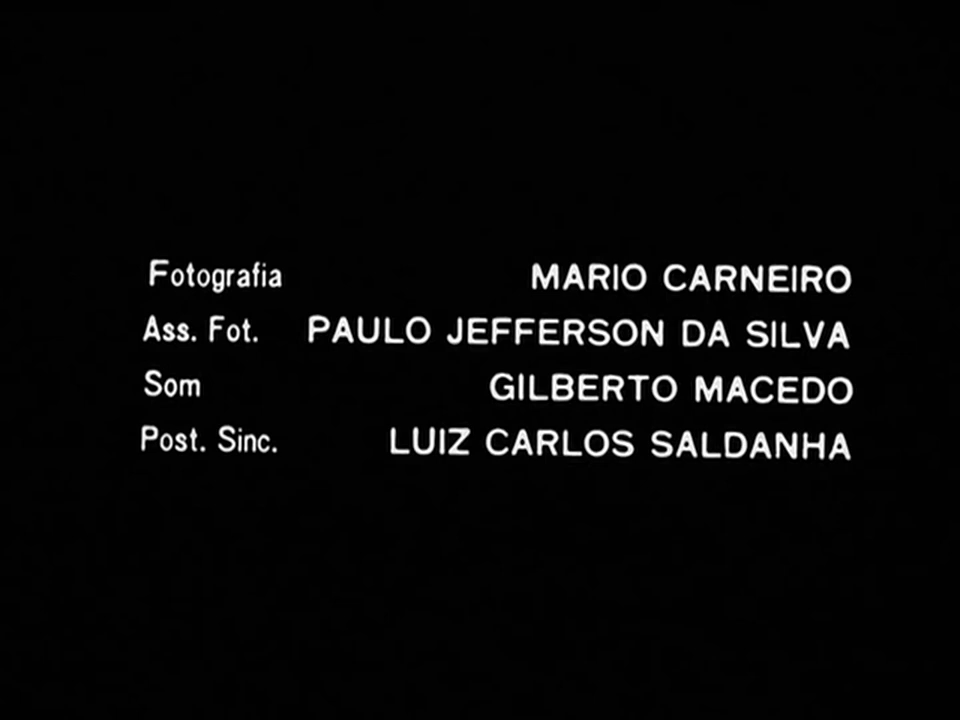 Fotografia MARIO CARNEIRO
Ass. Fot. PAULO JEFFERSON DA SILVA
Som GILBERTO MACEDO
Post. Sinc. LUIZ CARLOS SALDANHA